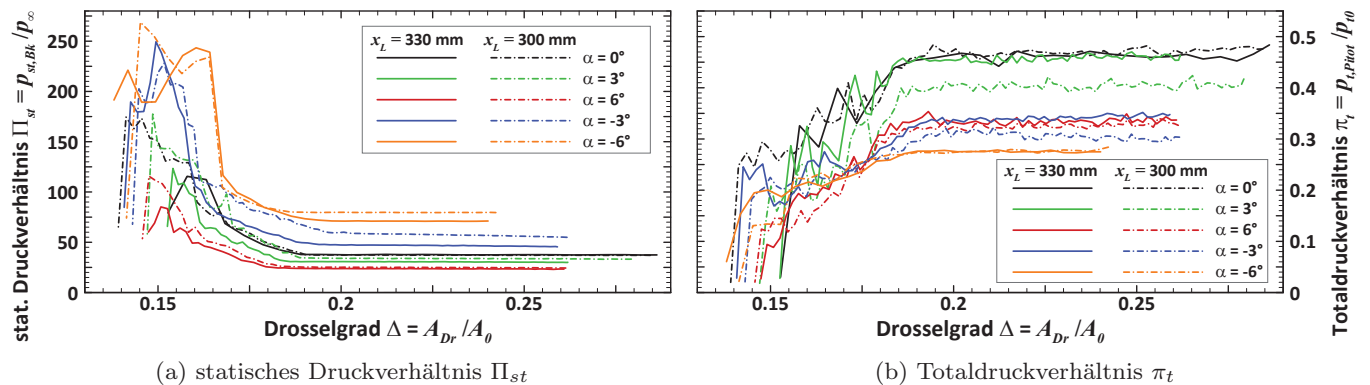 stat. Druckverhältnis Π_st = p_st,Bk /p_∞
250
200
150
100
50
0
0.15
0.2
0.25
Drosselgrad Δ = A_Dr /A_0
x_L = 330 mm x_L = 300 mm
α = 0°
α = 3°
α = 6°
α = -3°
α = -6°
(a) statisches Druckverhältnis Π_st
0.5
0.4
0.3
0.2
0.1
0
Totaldruckverhältnis π_t = p_t,Pitot /p_t0
0.15
0.2
0.25
Drosselgrad Δ = A_Dr /A_0
x_L = 330 mm x_L = 300 mm
α = 0°
α = 3°
α = 6°
α = -3°
α = -6°
(b) Totaldruckverhältnis π_t